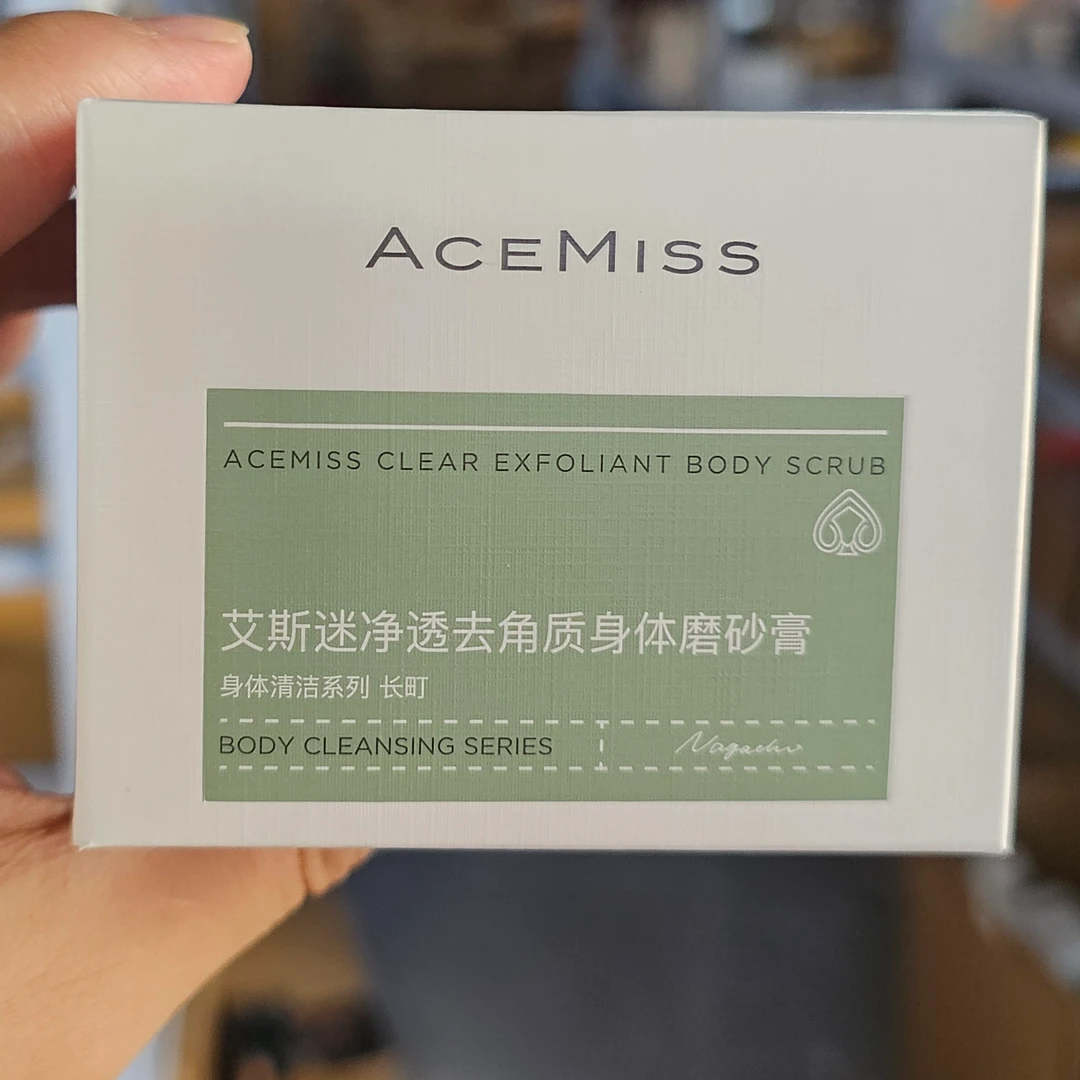 ACEMISS
ACEMISS CLEAR EXFOLIANT BODY SCRUB
艾斯迷净透去角质身体磨砂膏
身体清洁系列 长町
BODY CLEANSING SERIES
Nagacho